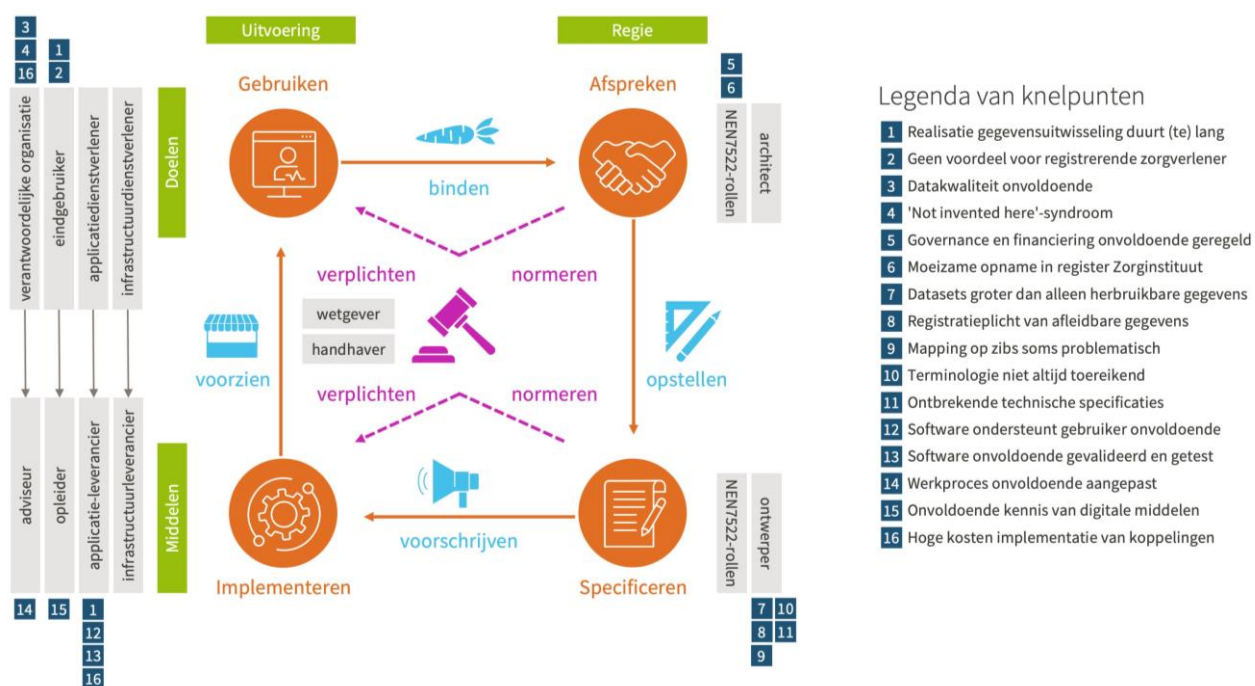 3
4
16
1
2
Uitvoering
Regie
Gebruiken
Afspreken
5
6
verantwoordelijke organisatie
eindgebruiker
applicatiedienstverlener
infrastructuurdienstverlener
Doelen
binden
NEN7522-rollen
architect
verplichten
normeren
wetgever
handhaver
voorzien
opstellen
verplichten
normeren
adviseur
opleider
applicatie-leverancier
infrastructuurleverancier
Middelen
voorschrijven
NEN7522-rollen
ontwerper
Implementeren
Specificeren
14
15
1
12
13
16
7 10
8 11
9
Legenda van knelpunten
1 Realisatie gegevensuitwisseling duurt (te) lang
2 Geen voordeel voor registrerende zorgverlener
3 Datakwaliteit onvoldoende
4 'Not invented here'-syndroom
5 Governance en financiering onvoldoende geregeld
6 Moeizame opname in register Zorginstituut
7 Datasets groter dan alleen herbruikbare gegevens
8 Registratieplicht van afleidbare gegevens
9 Mapping op zibs soms problematisch
10 Terminologie niet altijd toereikend
11 Ontbrekende technische specificaties
12 Software ondersteunt gebruiker onvoldoende
13 Software onvoldoende gevalideerd en getest
14 Werkproces onvoldoende aangepast
15 Onvoldoende kennis van digitale middelen
16 Hoge kosten implementatie van koppelingen